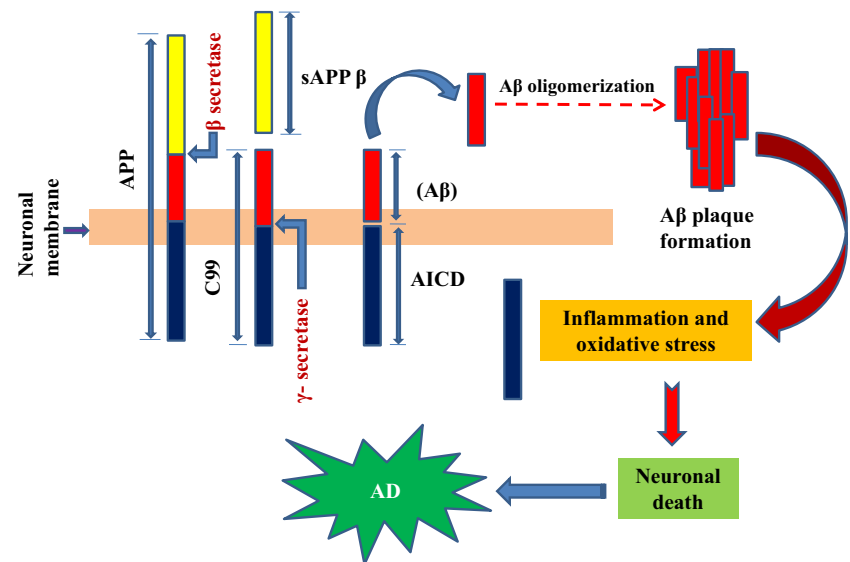 sAPP β
β secretase
APP
Aβ oligomerization
Neuronal
membrane
(Aβ)
Aβ plaque
formation
C99
AICD
γ- secretase
Inflammation and
oxidative stress
AD
Neuronal
death